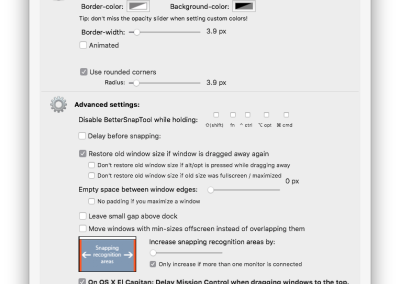 Border-color: Background-color:
Tip: don't miss the opacity slider when setting custom colors!
Border-width: 3.9 px
Animated
Use rounded corners
Radius: 3.9 px
Advanced settings:
Disable BetterSnapTool while holding:
⇧(shift) fn ^ ctrl ⌥ opt ⌘ cmd
Delay before snapping:
Restore old window size if window is dragged away again
Don't restore old window size if alt/opt is pressed while dragging away
Don't restore old window size if old size was fullscreen / maximized
Empty space between window edges: 0 px
No padding if you maximize a window
Leave small gap above dock
Move windows with min-sizes offscreen instead of overlapping them
Snapping
recognition
areas
Increase snapping recognition areas by:
Only increase if more than one monitor is connected
On OS X El Capitan: Delay Mission Control when dragging windows to the top.